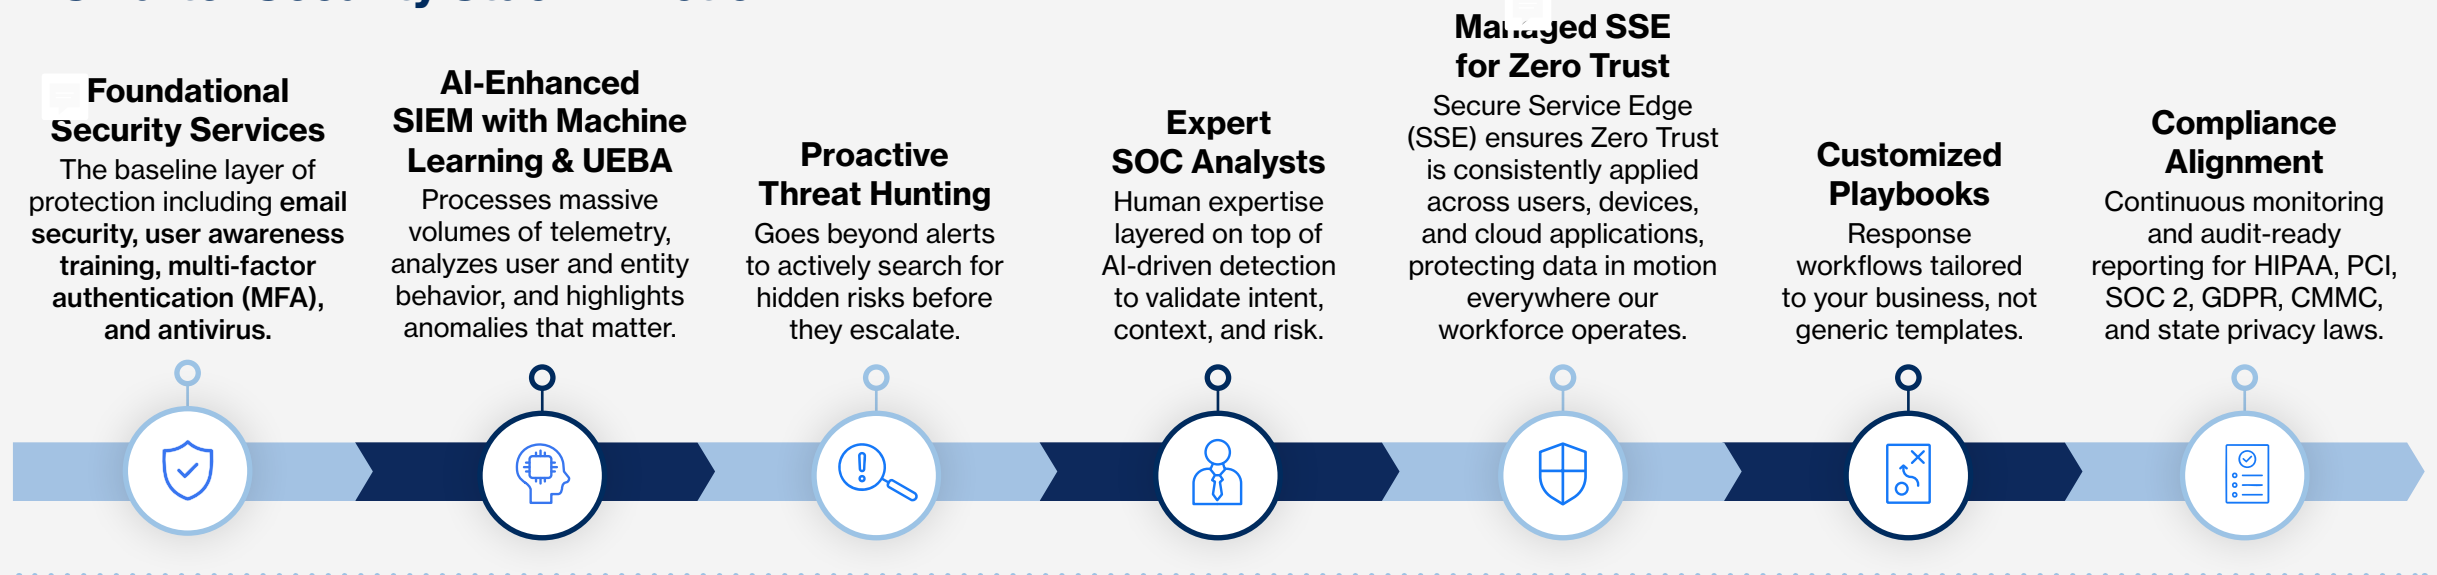 Foundational
Security Services
The baseline layer of
protection including email
security, user awareness
training, multi-factor
authentication (MFA),
and antivirus.
AI-Enhanced
SIEM with Machine
Learning & UEBA
Processes massive
volumes of telemetry,
analyzes user and entity
behavior, and highlights
anomalies that matter.
Proactive
Threat Hunting
Goes beyond alerts
to actively search for
hidden risks before
they escalate.
Expert
SOC Analysts
Human expertise
layered on top of
AI-driven detection
to validate intent,
context, and risk.
Managed SSE
for Zero Trust
Secure Service Edge
(SSE) ensures Zero Trust
is consistently applied
across users, devices,
and cloud applications,
protecting data in motion
everywhere our
workforce operates.
Customized
Playbooks
Response
workflows tailored
to your business, not
generic templates.
Compliance
Alignment
Continuous monitoring
and audit-ready
reporting for HIPAA, PCI,
SOC 2, GDPR, CMMC,
and state privacy laws.